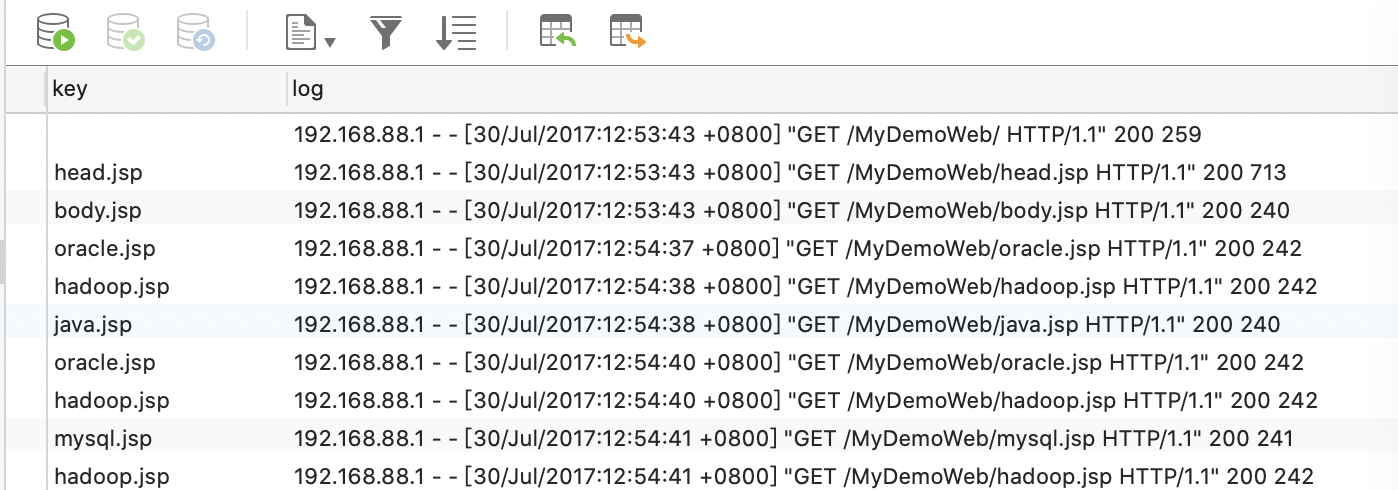 key log
192.168.88.1 - - [30/Jul/2017:12:53:43 +0800] "GET /MyDemoWeb/ HTTP/1.1" 200 259
head.jsp 192.168.88.1 - - [30/Jul/2017:12:53:43 +0800] "GET /MyDemoWeb/head.jsp HTTP/1.1" 200 713
body.jsp 192.168.88.1 - - [30/Jul/2017:12:53:43 +0800] "GET /MyDemoWeb/body.jsp HTTP/1.1" 200 240
oracle.jsp 192.168.88.1 - - [30/Jul/2017:12:54:37 +0800] "GET /MyDemoWeb/oracle.jsp HTTP/1.1" 200 242
hadoop.jsp 192.168.88.1 - - [30/Jul/2017:12:54:38 +0800] "GET /MyDemoWeb/hadoop.jsp HTTP/1.1" 200 242
java.jsp 192.168.88.1 - - [30/Jul/2017:12:54:38 +0800] "GET /MyDemoWeb/java.jsp HTTP/1.1" 200 240
oracle.jsp 192.168.88.1 - - [30/Jul/2017:12:54:40 +0800] "GET /MyDemoWeb/oracle.jsp HTTP/1.1" 200 242
hadoop.jsp 192.168.88.1 - - [30/Jul/2017:12:54:40 +0800] "GET /MyDemoWeb/hadoop.jsp HTTP/1.1" 200 242
mysql.jsp 192.168.88.1 - - [30/Jul/2017:12:54:41 +0800] "GET /MyDemoWeb/mysql.jsp HTTP/1.1" 200 241
hadoop.jsp 192.168.88.1 - - [30/Jul/2017:12:54:41 +0800] "GET /MyDemoWeb/hadoop.jsp HTTP/1.1" 200 242